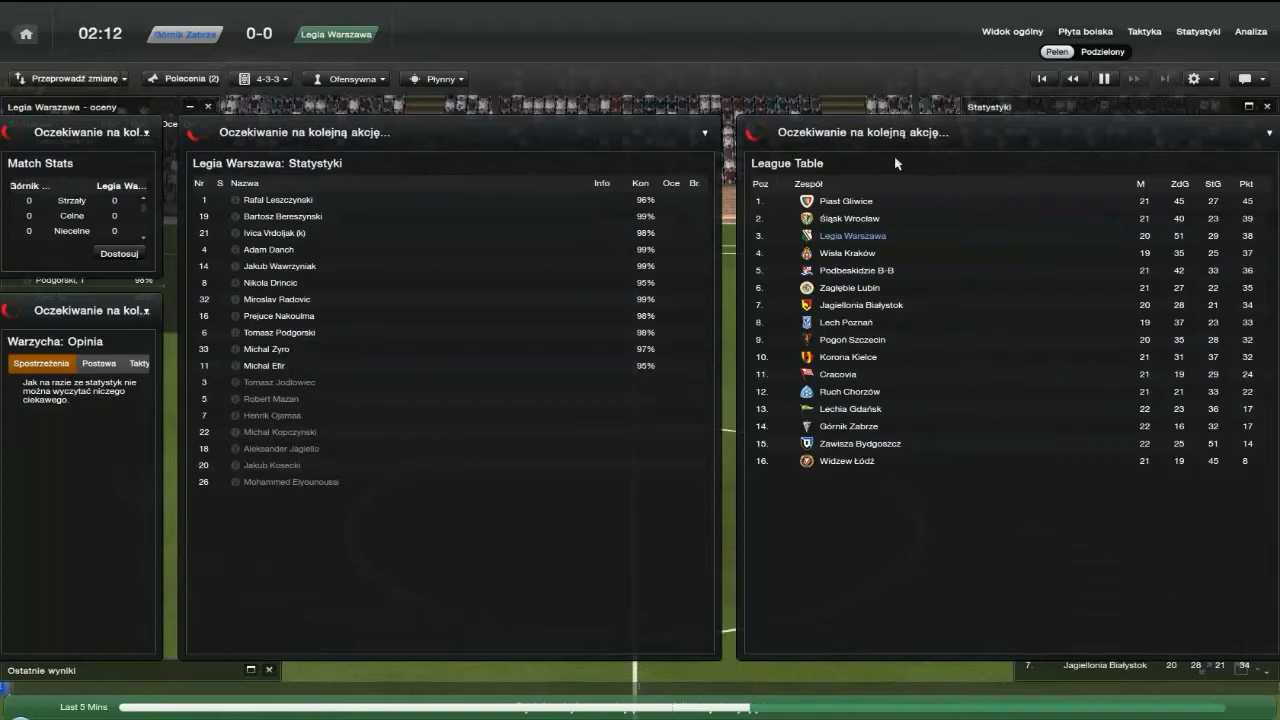 02:12 Górnik Zabrze 0-0 Legia Warszawa
Widok ogólny Płyta boiska Taktyka Statystyki Analiza
Pełen Podzielony
Przeprowadź zmianę Polecenia (2) 4-3-3 Ofensywna Płynny
Legia Warszawa - oceny
Statystyki
Oczekiwanie na kol.
Oce
Match Stats
Górnik ... Legia Wa...
0 Strzały 0
0 Celne 0
0 Niecelne 0
Dostosuj
Podgorski, T 98%
Oczekiwanie na kol.
Warzycha: Opinia
Spostrzeżenia Postawa Takty
Jak na razie ze statystyk nie
można wyczytać niczego
ciekawego.
Oczekiwanie na kolejną akcję...
Legia Warszawa: Statystyki
Nr S Nazwa Info Kon Oce Br.
1 Rafal Leszczynski 96%
19 Bartosz Bereszynski 99%
21 Ivica Vrdoljak (k) 98%
4 Adam Danch 99%
14 Jakub Wawrzyniak 99%
8 Nikola Drincic 95%
32 Miroslav Radovic 99%
16 Prejuce Nakoulma 98%
6 Tomasz Podgorski 98%
33 Michal Zyro 97%
11 Michal Efir 95%
3 Tomasz Jodlowiec
5 Robert Mazan
7 Henrik Ojamaa
22 Michal Kopczynski
18 Aleksander Jagiello
20 Jakub Kosecki
26 Mohammed Elyounoussi
Oczekiwanie na kolejną akcję...
League Table
Poz Zespół M ZdG StG Pkt
1. Piast Gliwice 21 45 27 45
2. Śląsk Wrocław 21 40 23 39
3. Legia Warszawa 20 51 29 38
4. Wisła Kraków 19 35 25 37
5. Podbeskidzie B-B 21 42 33 36
6. Zagłębie Lubin 21 27 22 35
7. Jagiellonia Białystok 20 28 21 34
8. Lech Poznań 19 37 23 33
9. Pogoń Szczecin 20 35 28 32
10. Korona Kielce 21 31 37 32
11. Cracovia 21 19 29 24
12. Ruch Chorzów 21 21 33 22
13. Lechia Gdańsk 22 23 36 17
14. Górnik Zabrze 22 16 32 17
15. Zawisza Bydgoszcz 22 25 51 14
16. Widzew Łódź 21 19 45 8
Ostatnie wyniki
7. Jagiellonia Białystok 20 28 21 34
Last 5 Mins